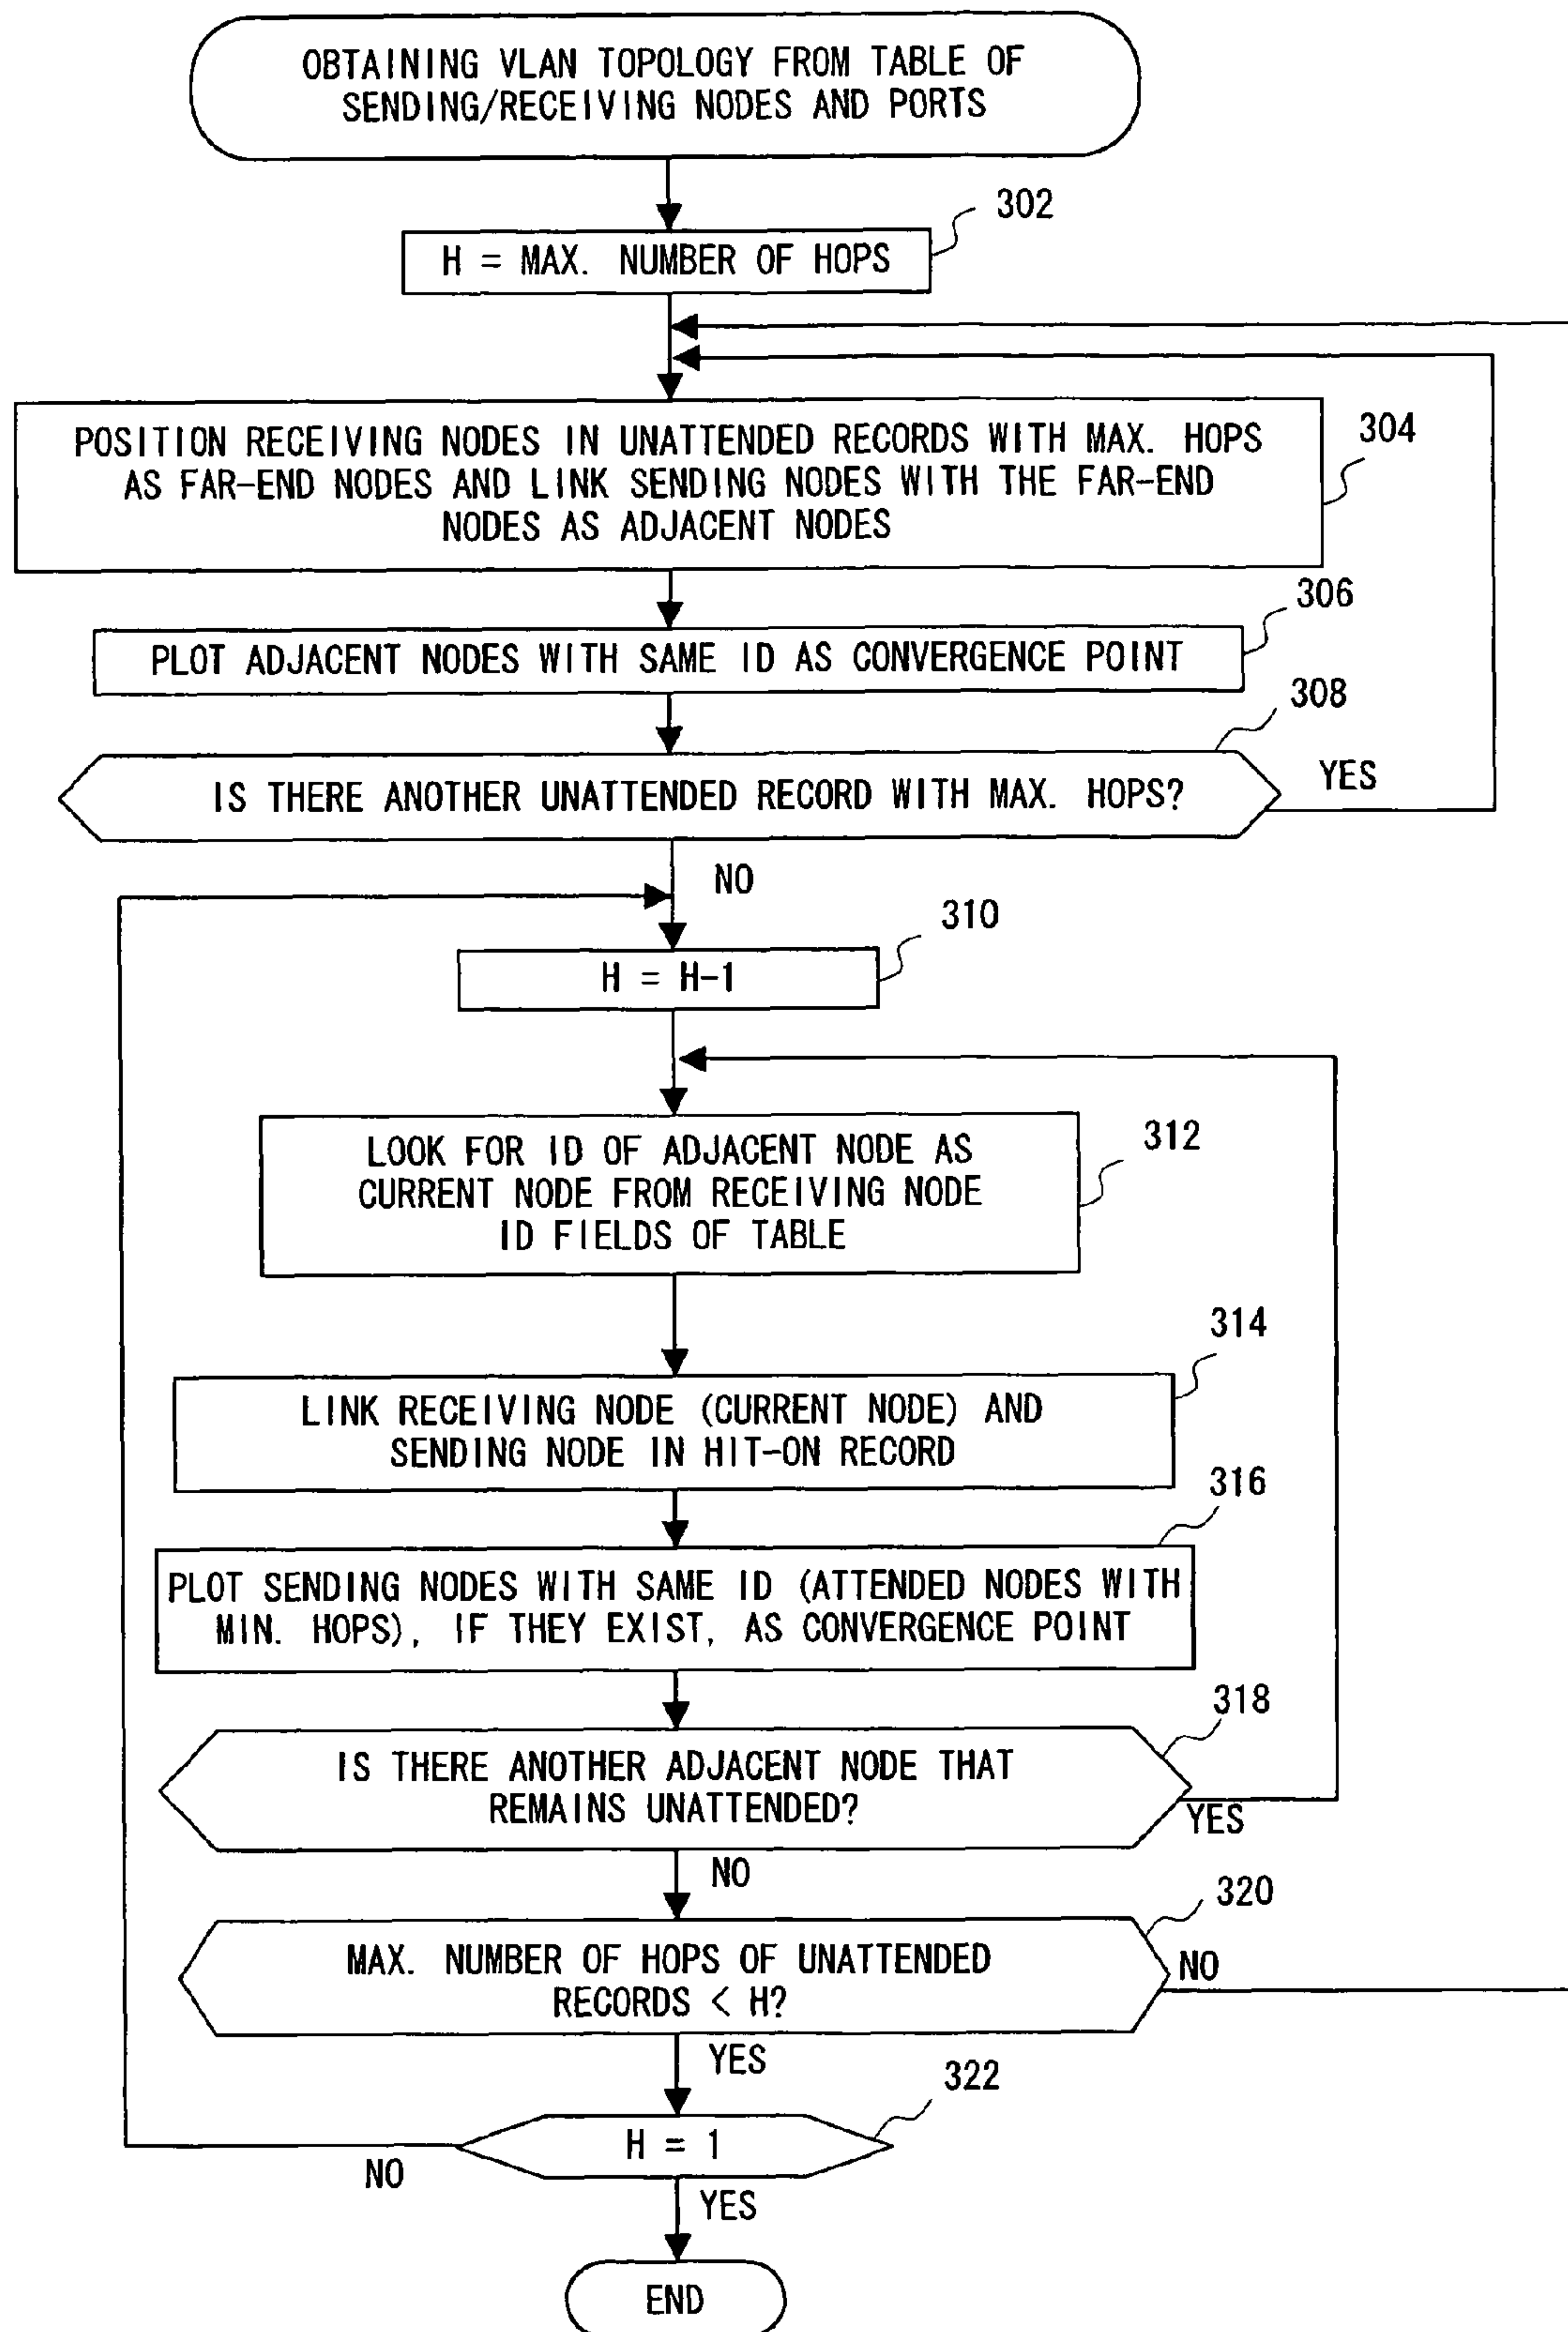 OBTAINING VLAN TOPOLOGY FROM TABLE OF
SENDING/RECEIVING NODES AND PORTS
302
H = MAX. NUMBER OF HOPS
304
POSITION RECEIVING NODES IN UNATTENDED RECORDS WITH MAX. HOPS
AS FAR-END NODES AND LINK SENDING NODES WITH THE FAR-END
NODES AS ADJACENT NODES
306
PLOT ADJACENT NODES WITH SAME ID AS CONVERGENCE POINT
308
IS THERE ANOTHER UNATTENDED RECORD WITH MAX. HOPS?
YES
NO
310
H = H-1
312
LOOK FOR ID OF ADJACENT NODE AS
CURRENT NODE FROM RECEIVING NODE
ID FIELDS OF TABLE
314
LINK RECEIVING NODE (CURRENT NODE) AND
SENDING NODE IN HIT-ON RECORD
316
PLOT SENDING NODES WITH SAME ID (ATTENDED NODES WITH
MIN. HOPS), IF THEY EXIST, AS CONVERGENCE POINT
318
IS THERE ANOTHER ADJACENT NODE THAT
REMAINS UNATTENDED?
YES
NO
320
MAX. NUMBER OF HOPS OF UNATTENDED
RECORDS < H?
NO
YES
322
H = 1
NO
YES
END